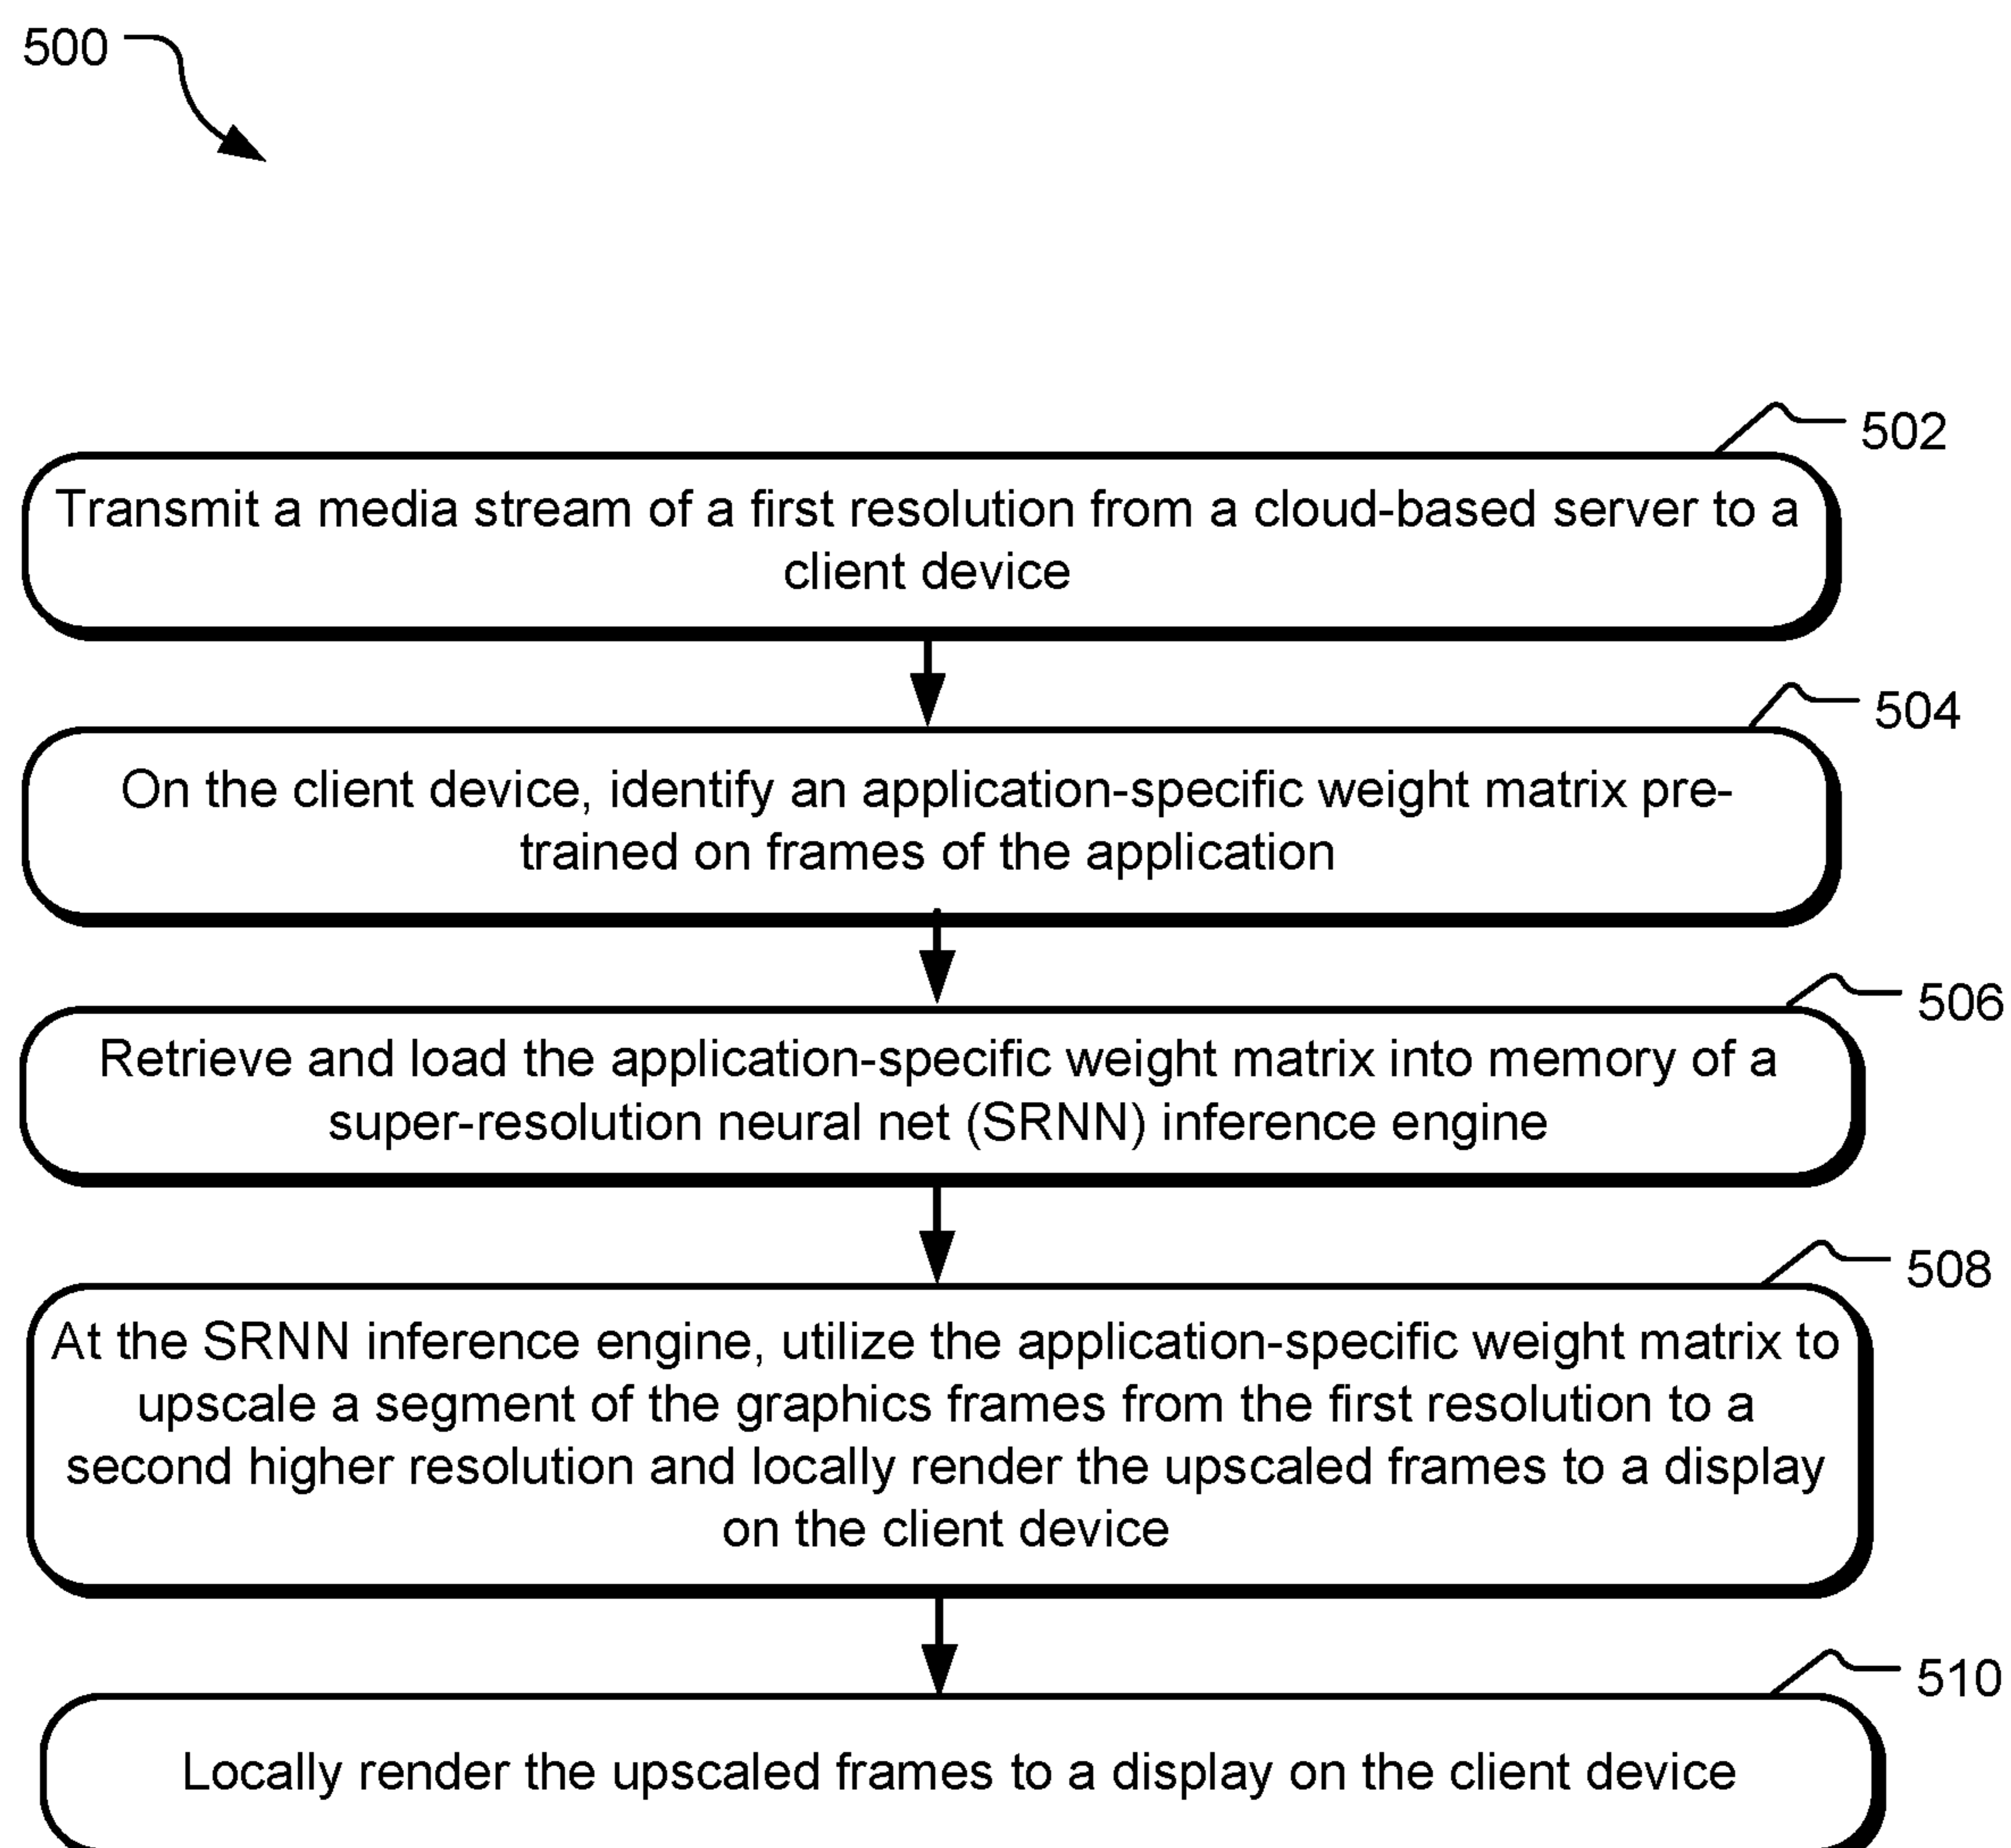 500
502
Transmit a media stream of a first resolution from a cloud-based server to a
client device
504
On the client device, identify an application-specific weight matrix pre-
trained on frames of the application
506
Retrieve and load the application-specific weight matrix into memory of a
super-resolution neural net (SRNN) inference engine
508
At the SRNN inference engine, utilize the application-specific weight matrix to
upscale a segment of the graphics frames from the first resolution to a
second higher resolution and locally render the upscaled frames to a display
on the client device
510
Locally render the upscaled frames to a display on the client device